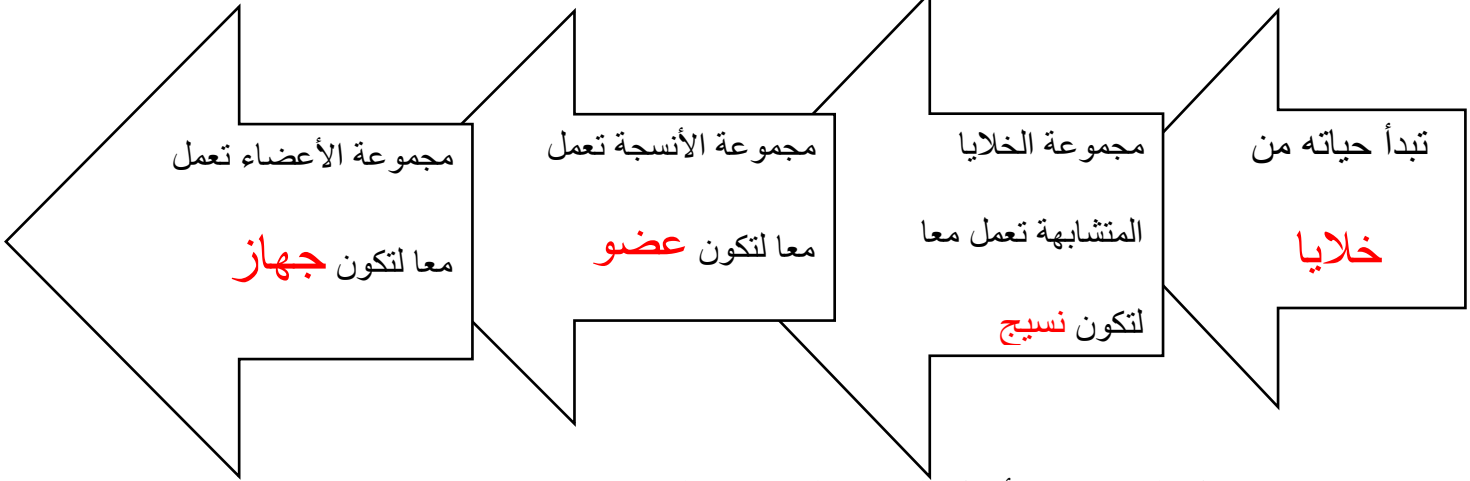 تبدأ حياته من
خلايا
مجموعة الخلايا
المتشابهة تعمل معا
لتكون نسيج
مجموعة الأنسجة تعمل
معا لتكون عضو
مجموعة الأعضاء تعمل
معا لتكون جهاز